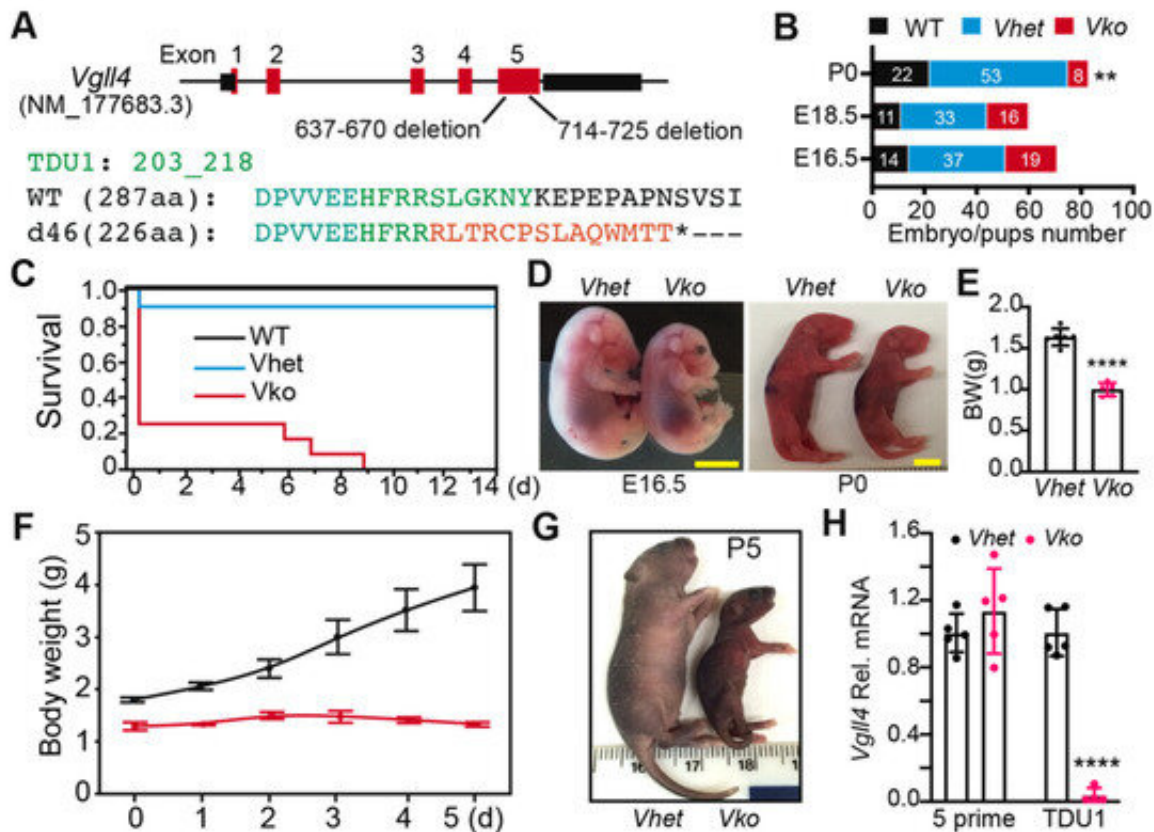 A
Exon 1 2 3 4 5
Vgll4
(NM_177683.3)
637-670 deletion
714-725 deletion
TDU1: 203_218
WT (287aa): DPVVEEHFRRSLGKNYKEPEPAPNSVSI
d46(226aa): DPVVEEHFRRRLTRCPSLAQWMTT*---
B
WT Vhet Vko
P0 22 53 8 **
E18.5 11 33 16
E16.5 14 37 19
0 20 40 60 80 100
Embryo/pups number
C
Survival
1.0
0.8
0.6
0.4
0.2
0
WT
Vhet
Vko
0 2 4 6 8 10 12 14 (d)
D
Vhet Vko Vhet Vko
E16.5 P0
E
BW(g)
2.0
1.5
1.0
0.5
0.0
****
Vhet Vko
F
Body weight (g)
5
4
3
2
1
0 1 2 3 4 5 (d)
G
P5
16 17 18
Vhet Vko
H
Vgll4 Rel. mRNA
1.6
1.2
0.8
0.4
0.0
Vhet Vko
****
5 prime TDU1